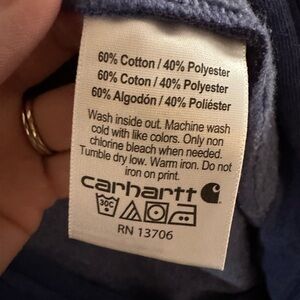 60% Cotton / 40% Polyester
60% Coton / 40% Polyester
60% Algodón / 40% Poliéster
Wash inside out. Machine wash
cold with like colors. Only non
chlorine bleach when needed.
Tumble dry low. Warm iron. Do not
iron on print.
carhartt
30C
RN 13706